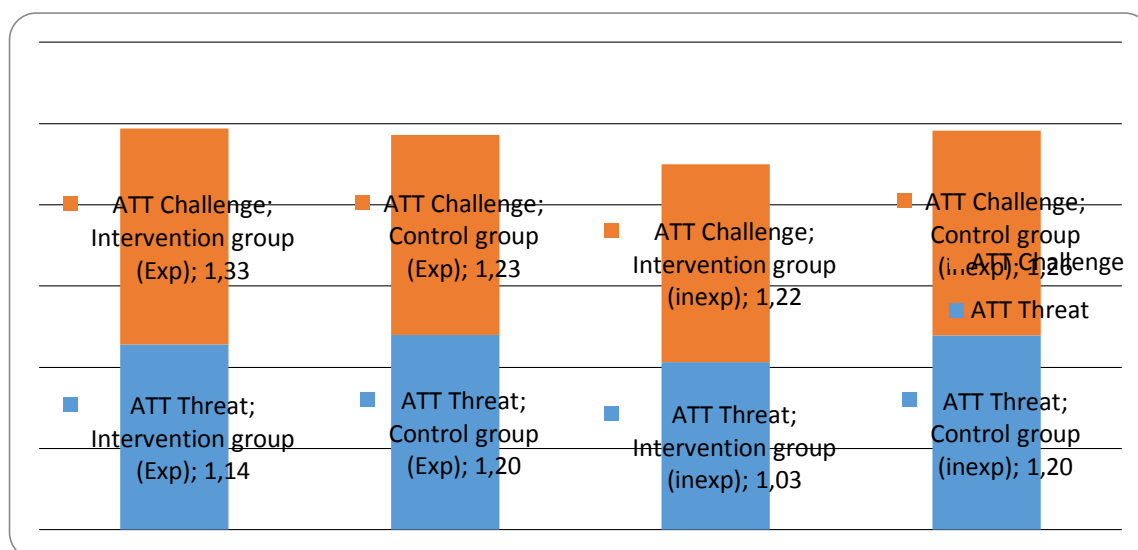 ATT Challenge;
Intervention group
(Exp); 1,33
ATT Challenge;
Control group
(Exp); 1,23
ATT Challenge;
Intervention group
(inexp); 1,22
ATT Challenge;
Control group
(inexp); 1,26
ATT Challenge
ATT Threat
ATT Threat;
Intervention group
(Exp); 1,14
ATT Threat;
Control group
(Exp); 1,20
ATT Threat;
Intervention group
(inexp); 1,03
ATT Threat;
Control group
(inexp); 1,20